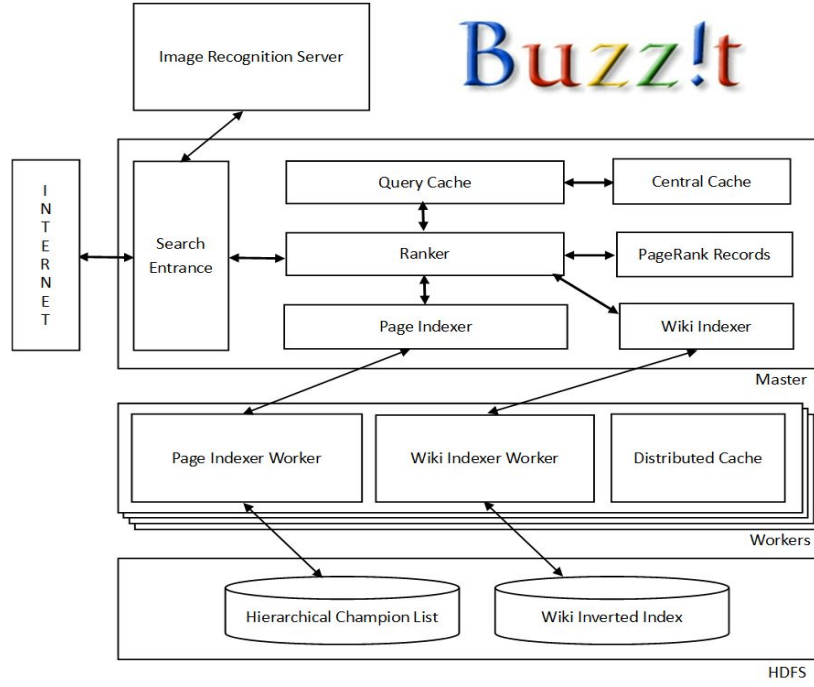 Image Recognition Server
Buzz!t
INTERNET
Search
Entrance
Query Cache
Central Cache
Ranker
PageRank Records
Page Indexer
Wiki Indexer
Master
Page Indexer Worker
Wiki Indexer Worker
Distributed Cache
Workers
Hierarchical Champion List
Wiki Inverted Index
HDFS